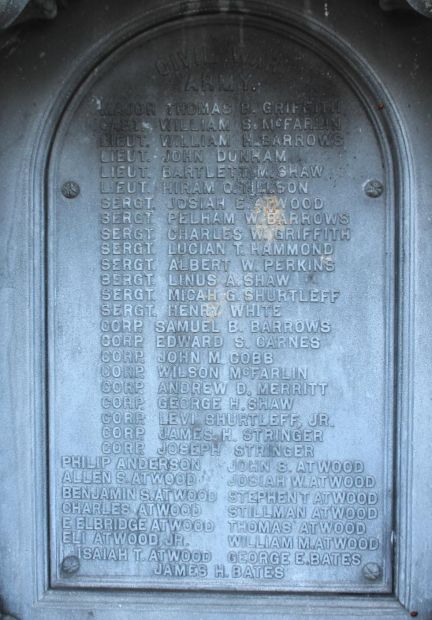 CIVIL WAR
ARMY.
MAJOR THOMAS B. GRIFFITH
CAPT. WILLIAM S. McFARLIN
LIEUT. WILLIAM H. BARROWS
LIEUT. JOHN DUNHAM
LIEUT. BARTLETT M. SHAW
LIEUT. HIRAM O. TILLSON
SERGT. JOSIAH E. ATWOOD
SERGT. PELHAM W. BARROWS
SERGT. CHARLES W. GRIFFITH
SERGT. LUCIAN T. HAMMOND
SERGT. ALBERT W. PERKINS
SERGT. LINUS A. SHAW
SERGT. MICAH G. SHURTLEFF
SERGT. HENRY WHITE
CORP. SAMUEL B. BARROWS
CORP. EDWARD S. CARNES
CORP. JOHN M. COBB
CORP. WILSON McFARLIN
CORP. ANDREW D. MERRITT
CORP. GEORGE H. SHAW
CORP. LEVI SHURTLEFF, JR.
CORP. JAMES H. STRINGER
CORP. JOSEPH STRINGER
PHILIP ANDERSON JOHN S. ATWOOD
ALLEN S. ATWOOD JOSIAH W. ATWOOD
BENJAMIN S. ATWOOD STEPHEN T. ATWOOD
CHARLES ATWOOD STILLMAN ATWOOD
E. ELBRIDGE ATWOOD THOMAS ATWOOD
ELI ATWOOD, JR. WILLIAM M. ATWOOD
ISAIAH T. ATWOOD GEORGE E. BATES
JAMES H. BATES